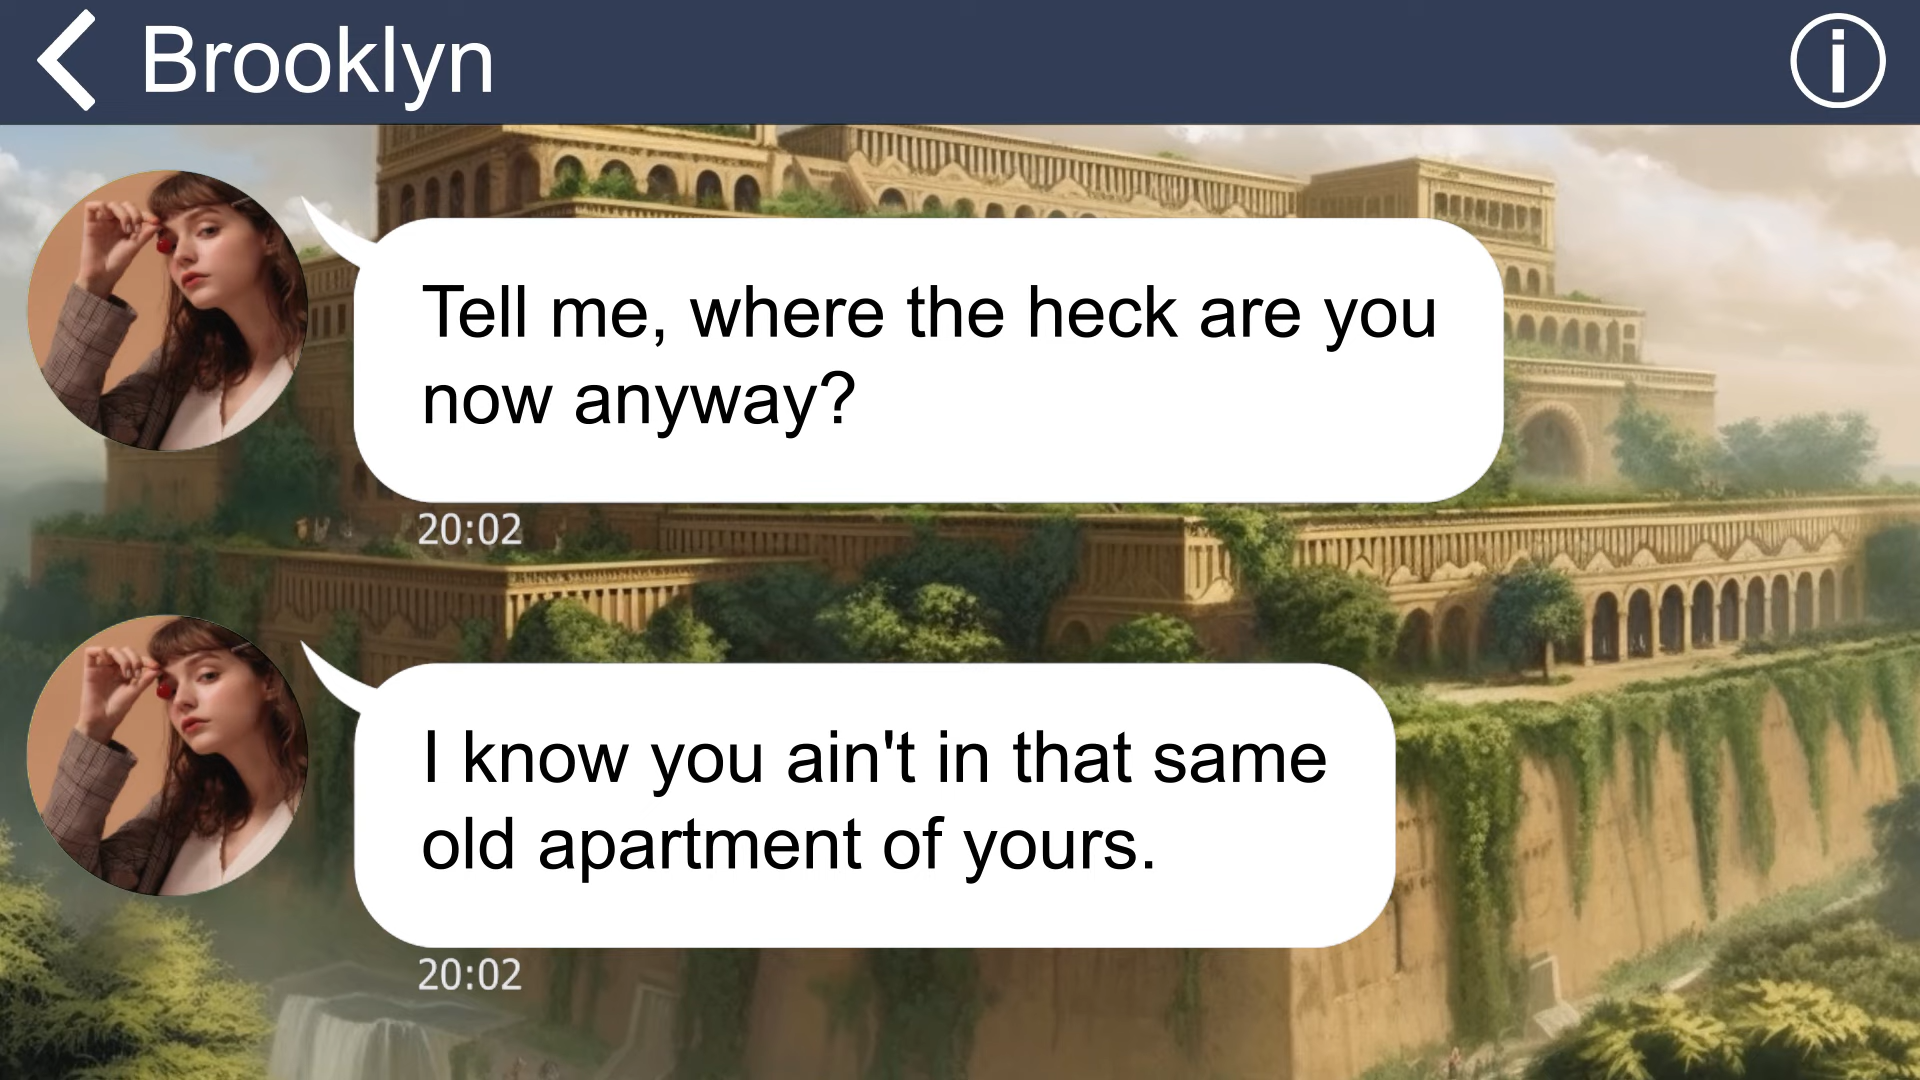 Brooklyn
Tell me, where the heck are you
now anyway?
20:02
I know you ain't in that same
old apartment of yours.
20:02